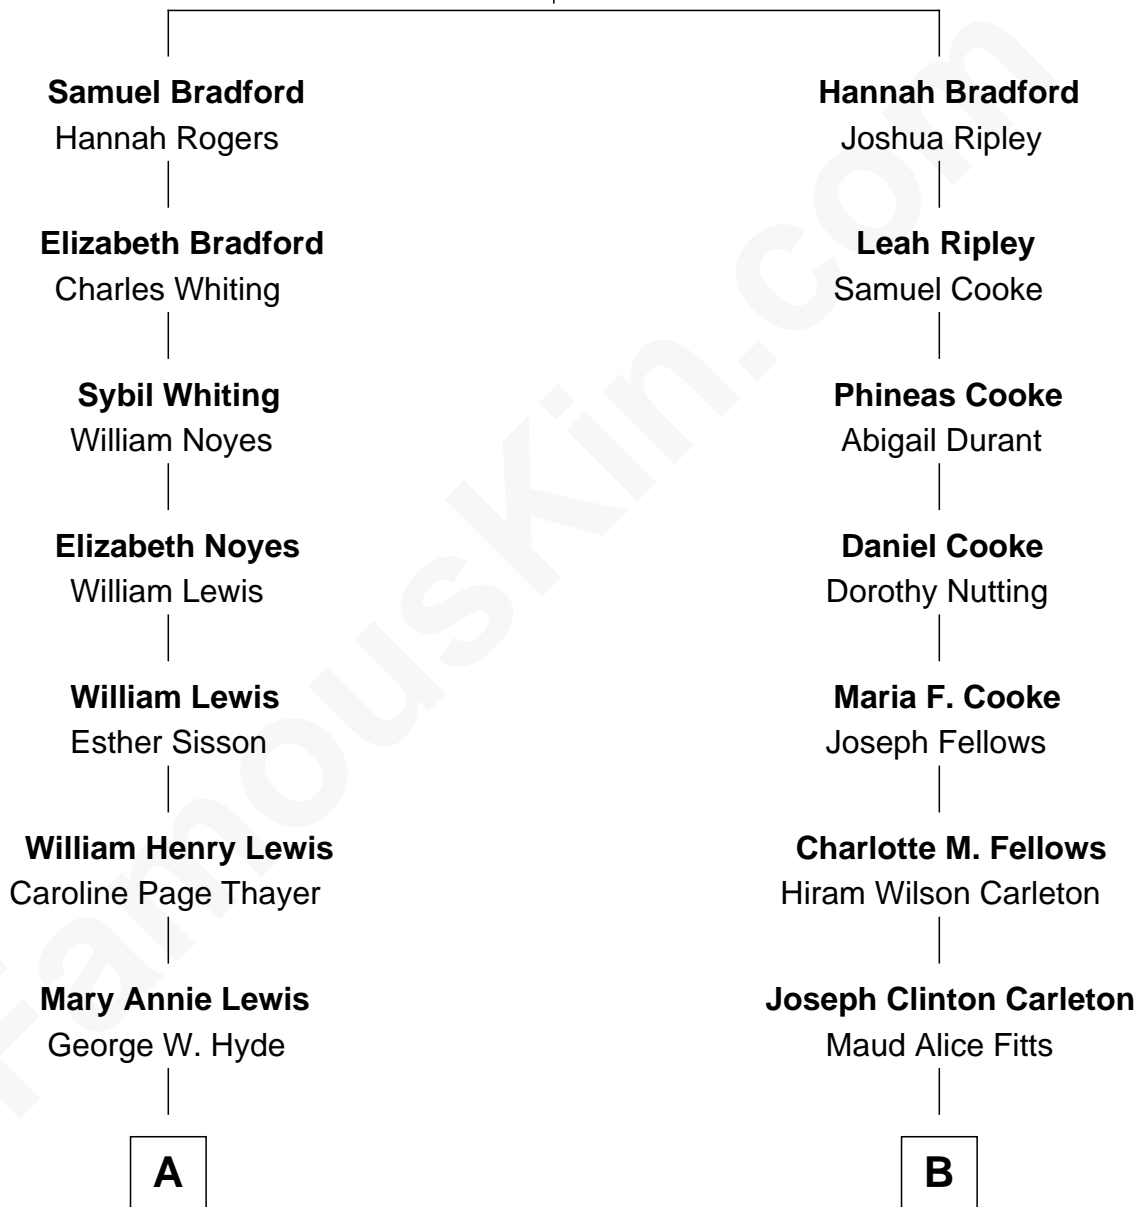 Samuel Bradford
Hannah Rogers
Hannah Bradford
Joshua Ripley
Elizabeth Bradford
Charles Whiting
Leah Ripley
Samuel Cooke
Sybil Whiting
William Noyes
Phineas Cooke
Abigail Durant
Elizabeth Noyes
William Lewis
Daniel Cooke
Dorothy Nutting
William Lewis
Esther Sisson
Maria F. Cooke
Joseph Fellows
William Henry Lewis
Caroline Page Thayer
Charlotte M. Fellows
Hiram Wilson Carleton
Mary Annie Lewis
George W. Hyde
Joseph Clinton Carleton
Maud Alice Fitts
A
B
FamousKin.com